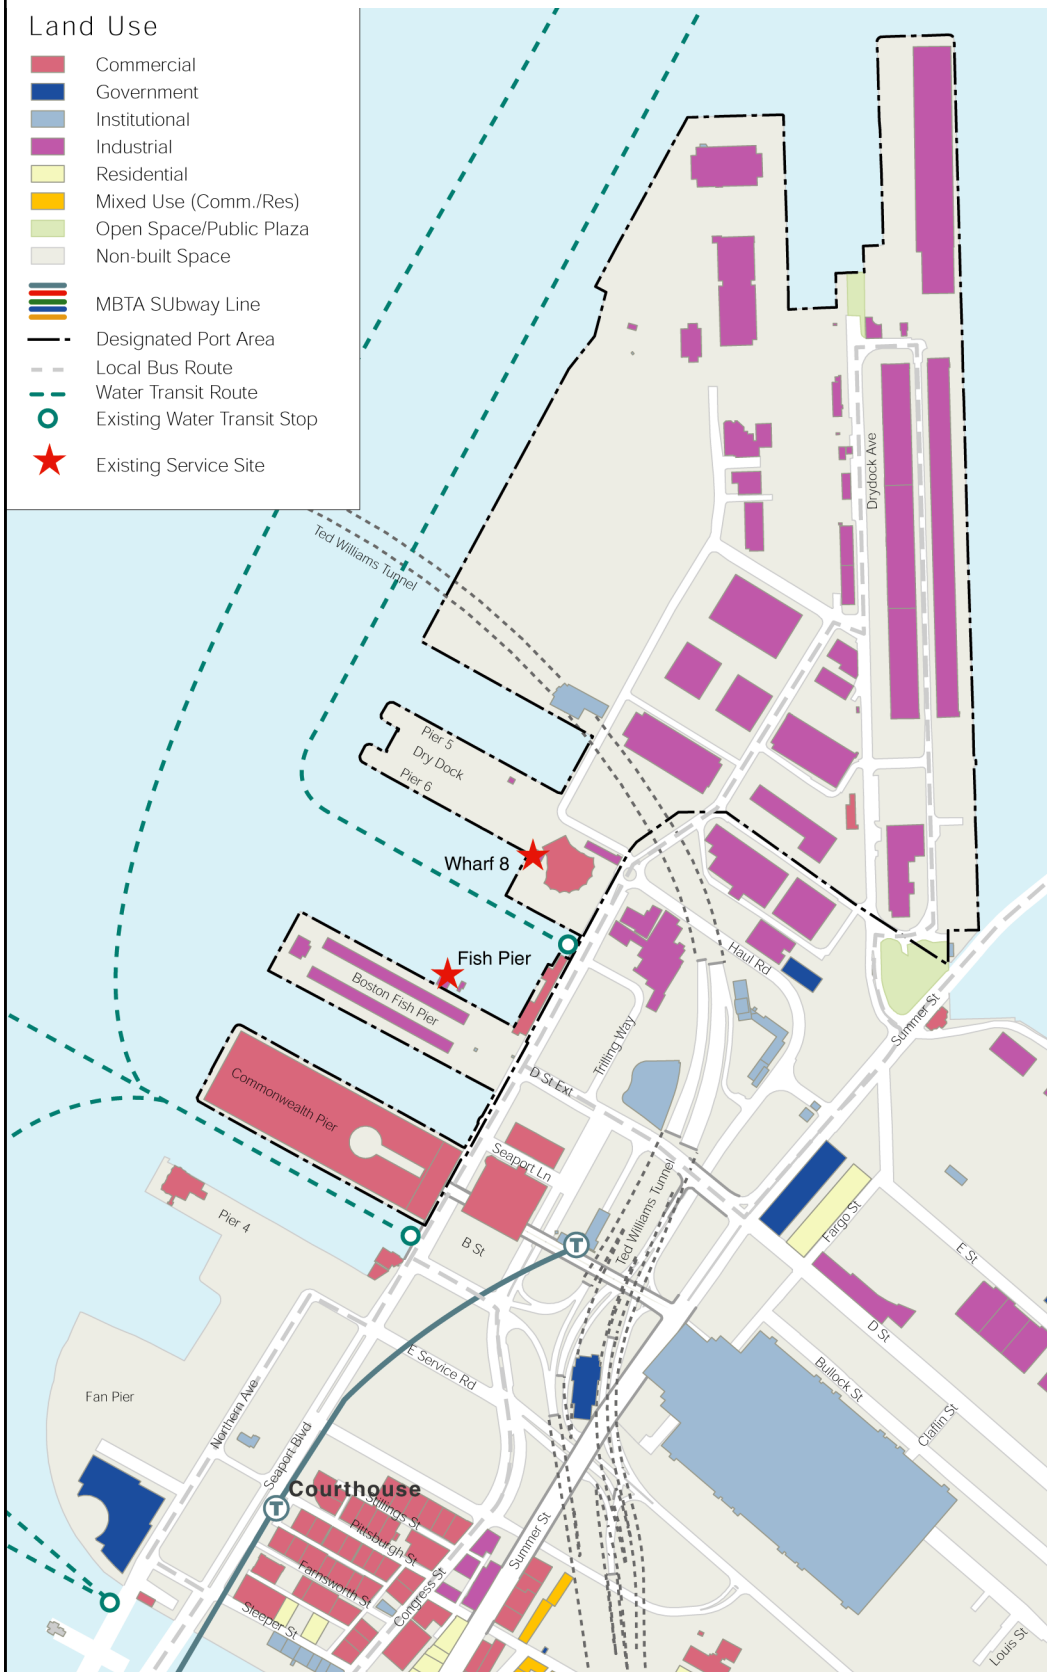 Land Use
Commercial
Government
Institutional
Industrial
Residential
Mixed Use (Comm./Res)
Open Space/Public Plaza
Non-built Space
MBTA SUbway Line
Designated Port Area
Local Bus Route
Water Transit Route
Existing Water Transit Stop
Existing Service Site
Ted Williams Tunnel
Drydock Ave
Pier 5
Dry Dock
Pier 6
Wharf 8
Fish Pier
Boston Fish Pier
Haul Rd
Summer St
Trilling Way
D St Ext
Commonwealth Pier
Seaport Ln
Ted Williams Tunnel
Pier 4
B St
T
Fargo St
E St
D St
E Service Rd
Bullock St
Claflin St
Fan Pier
Northern Ave
Seaport Blvd
Courthouse
T
Stillings St
Pittsburgh St
Farnsworth St
Sleeper St
Congress St
Summer St
Louis St